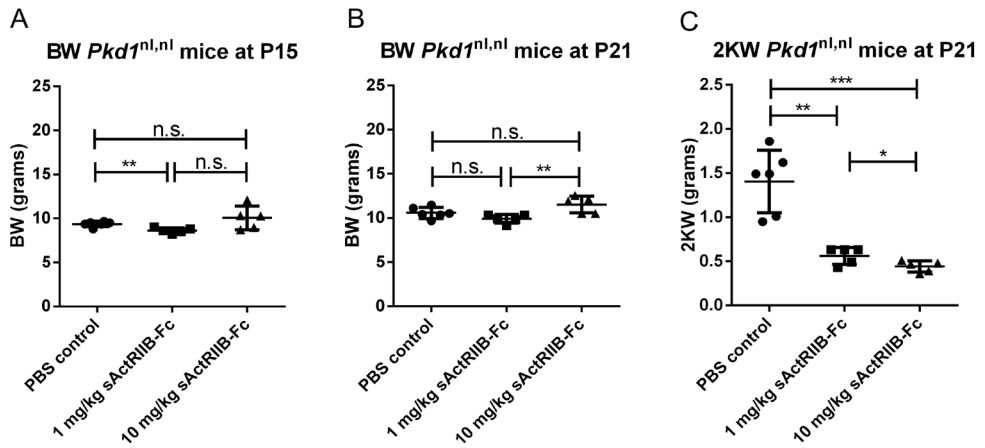 A
BW Pkd1nl,nl mice at P15
BW (grams)
25
20
15
10
5
0
n.s.
**
n.s.
PBS control
1 mg/kg sActRIIB-Fc
10 mg/kg sActRIIB-Fc
B
BW Pkd1nl,nl mice at P21
BW (grams)
25
20
15
10
5
0
n.s.
n.s.
**
PBS control
1 mg/kg sActRIIB-Fc
10 mg/kg sActRIIB-Fc
C
2KW Pkd1nl,nl mice at P21
2KW (grams)
2.5
2.0
1.5
1.0
0.5
0.0
***
**
*
PBS control
1 mg/kg sActRIIB-Fc
10 mg/kg sActRIIB-Fc